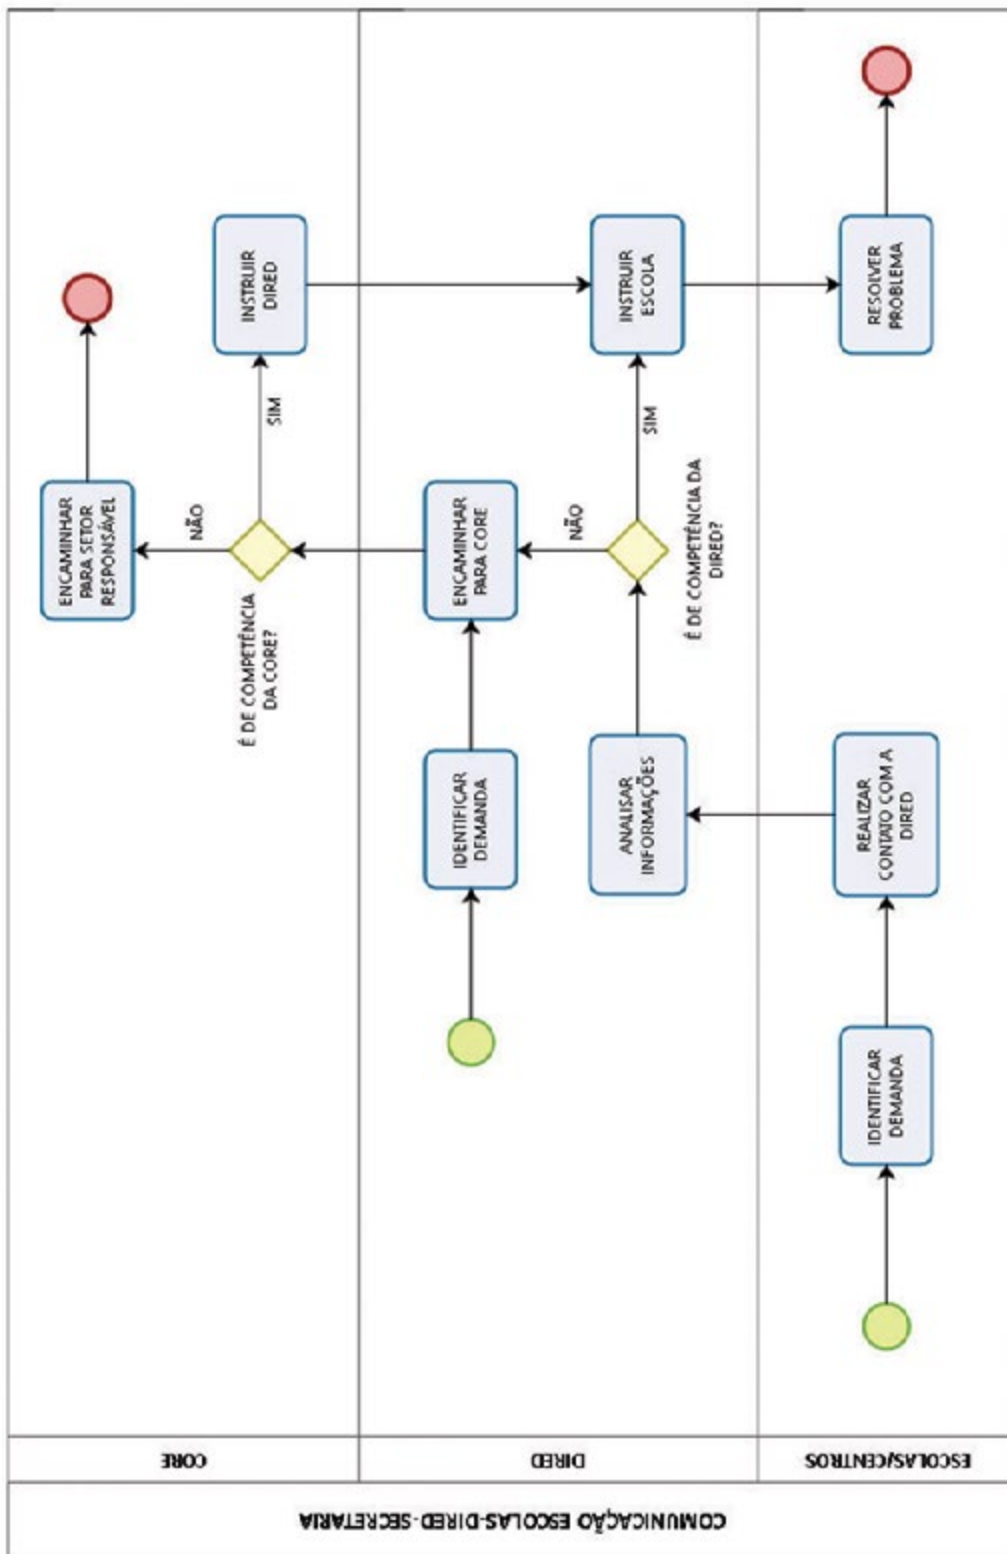 COMUNICAÇÃO ESCOLAS-DIRED-SECRETARIA
CORE
ENCAMINHAR
PARA SETOR
RESPONSÁVEL
NÃO
É DE COMPETÊNCIA
DA CORE?
SIM
INSTRUIR
DIRED
DIRED
IDENTIFICAR
DEMANDA
ENCAMINHAR
PARA CORE
NÃO
ANALISAR
INFORMAÇÕES
SIM
É DE COMPETÊNCIA DA
DIRED?
INSTRUIR
ESCOLA
ESCOLAS/CENTROS
IDENTIFICAR
DEMANDA
REALIZAR
CONTATO COM A
DIRED
RESOLVER
PROBLEMA